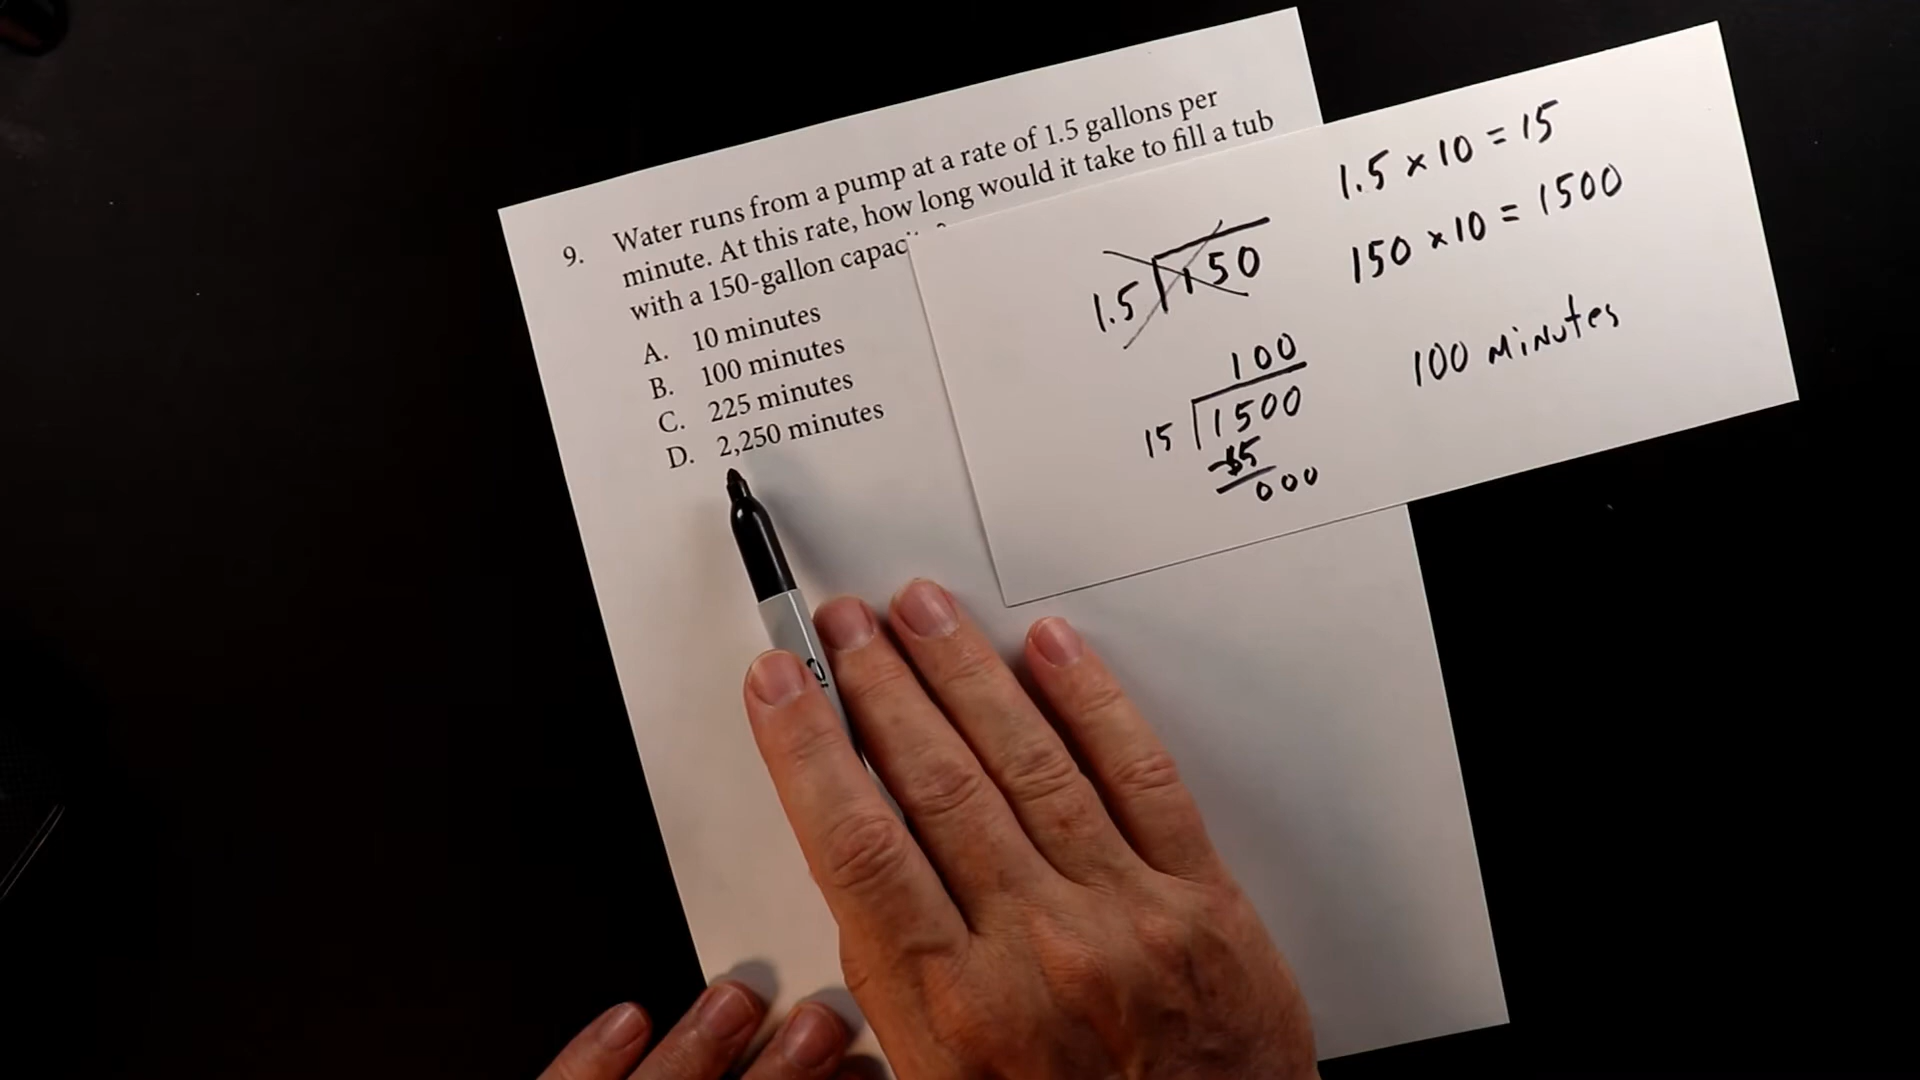 9. Water runs from a pump at a rate of 1.5 gallons per
minute. At this rate, how long would it take to fill a tub
with a 150-gallon
A. 10 minutes
B. 100 minutes
C. 225 minutes
D. 2,250 minutes
1.5 150
100
15 1500
-15
000
1.5 × 10 = 15
150 × 10 = 1500
100 minutes